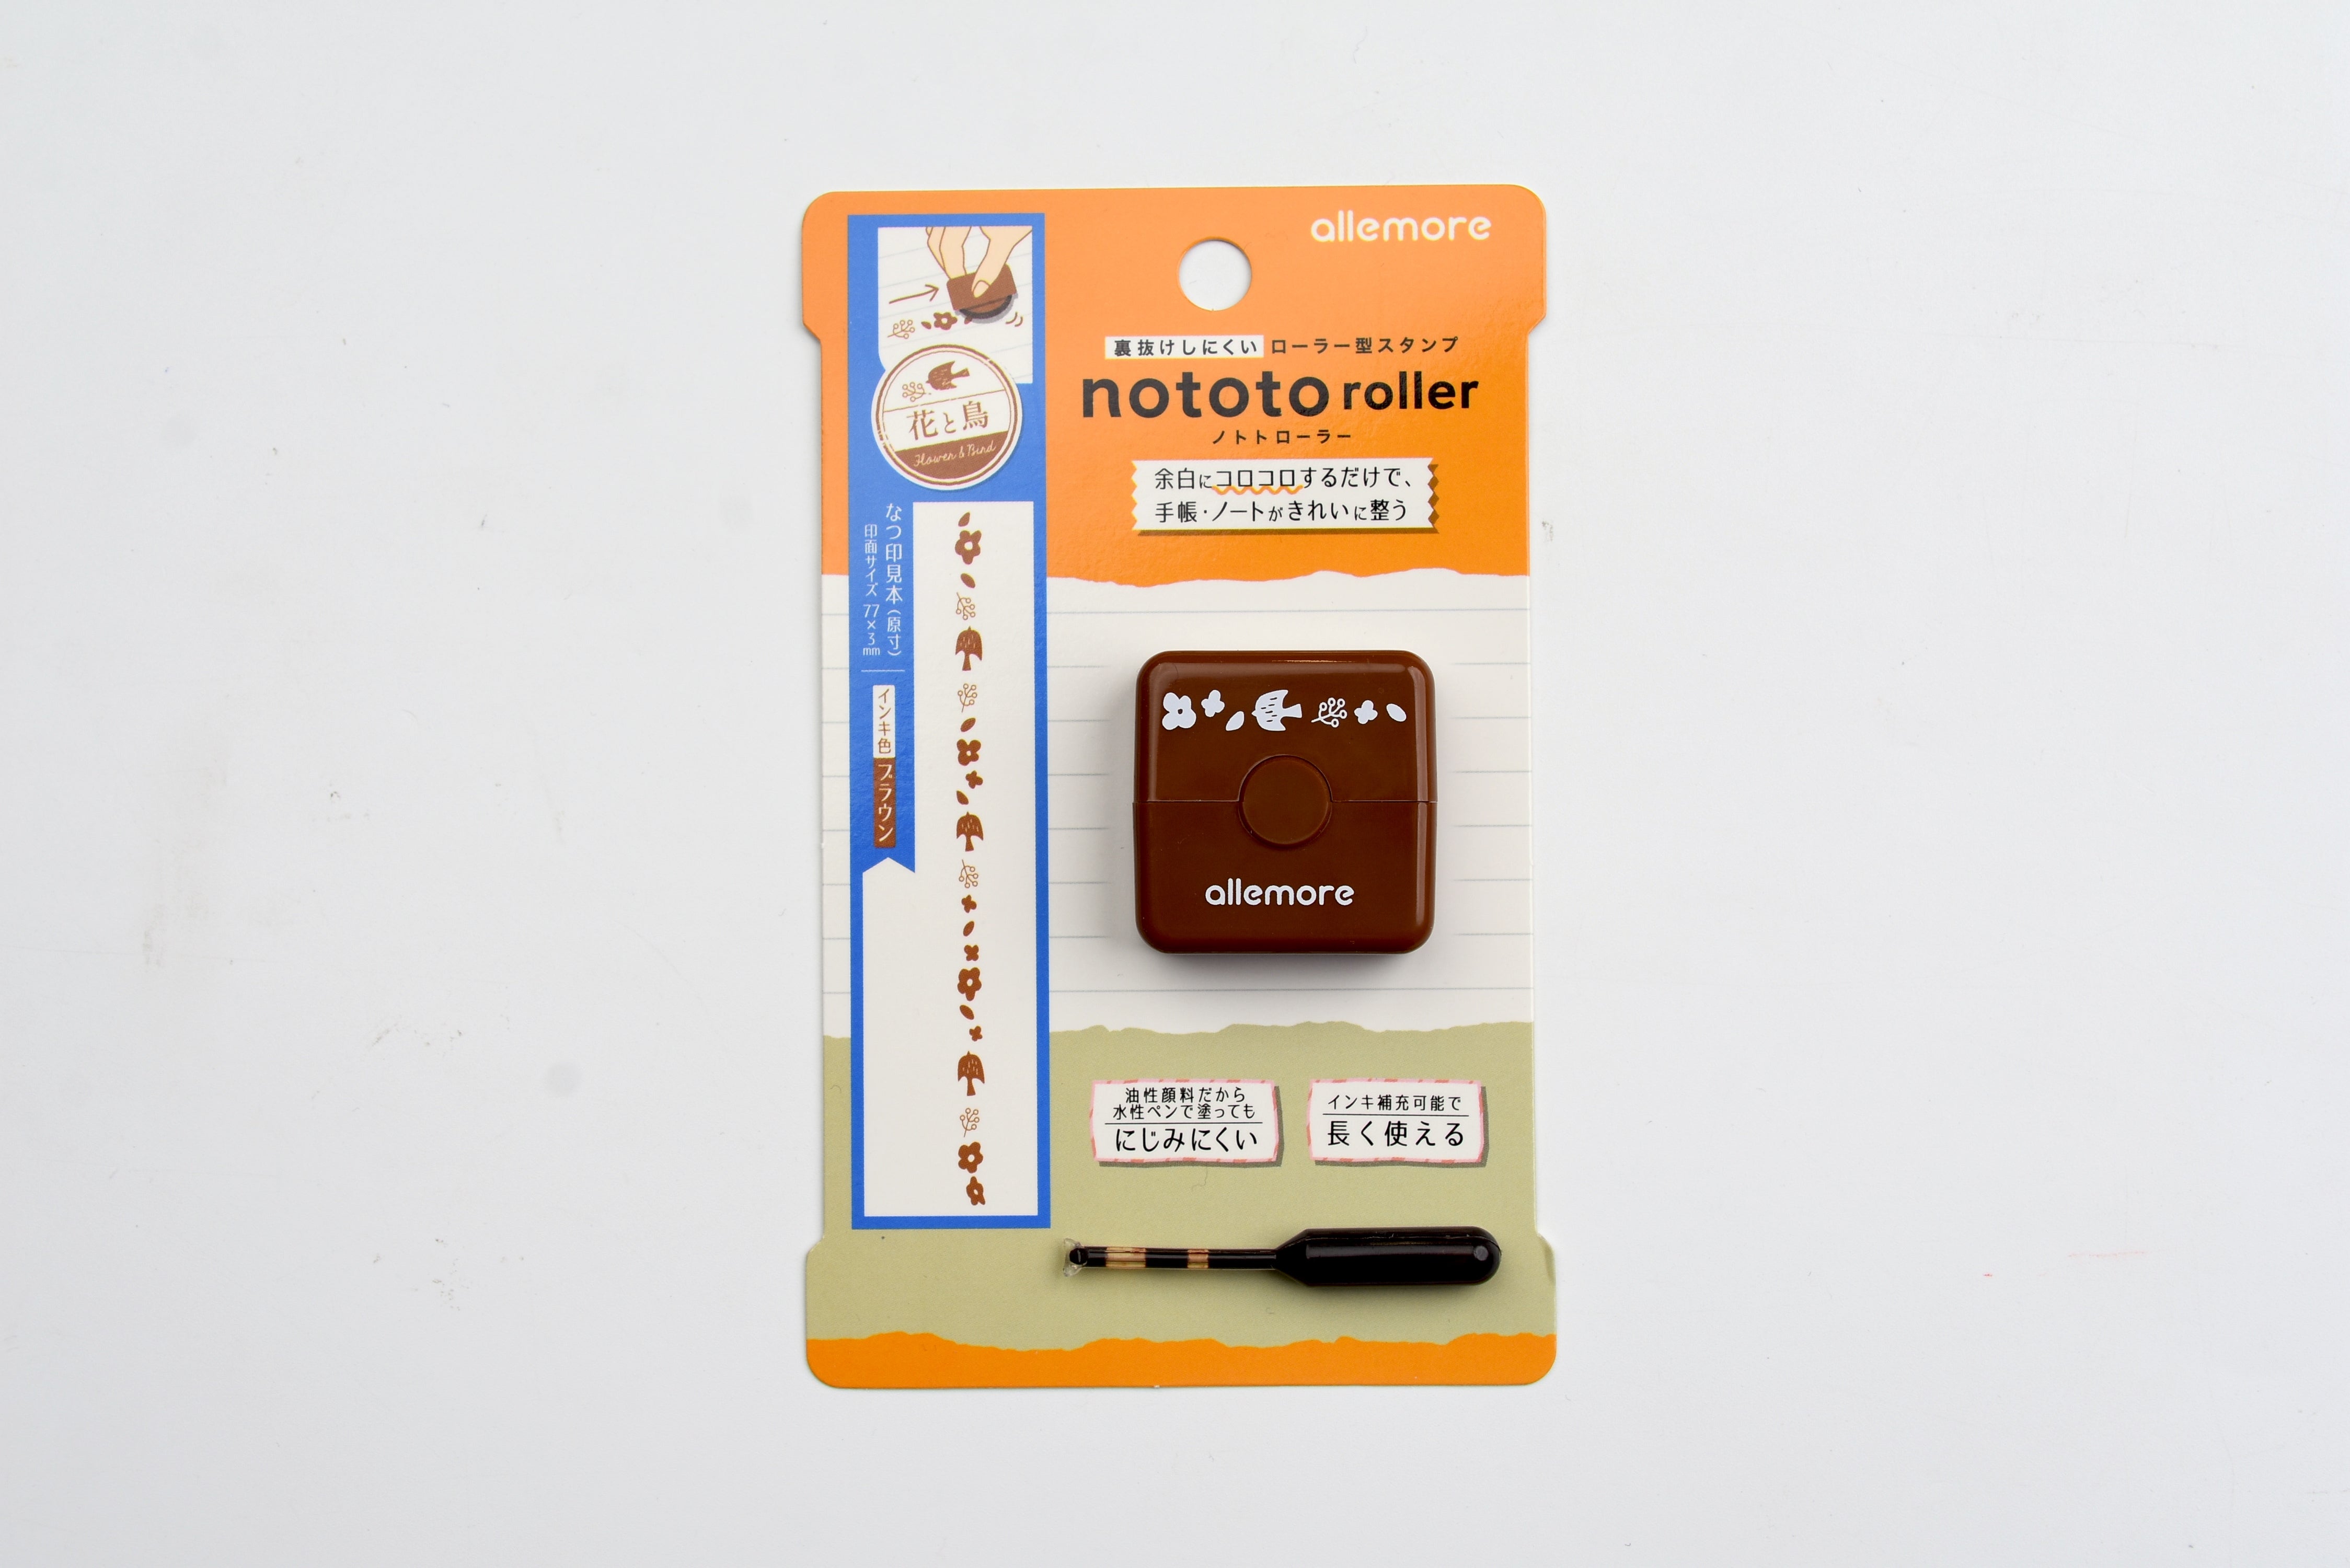 allemore
裏抜けしにくい ローラー型スタンプ
nototo roller
ノトトローラー
余白にコロコロするだけで、
手帳・ノートがきれいに整う
花と鳥
Flower & Bird
なつ印見本(原寸)
印面サイズ 77×3mm
インキ色 ブラウン
allemore
油性顔料だから
水性ペンで塗っても
にじみにくい
インキ補充可能で
長く使える